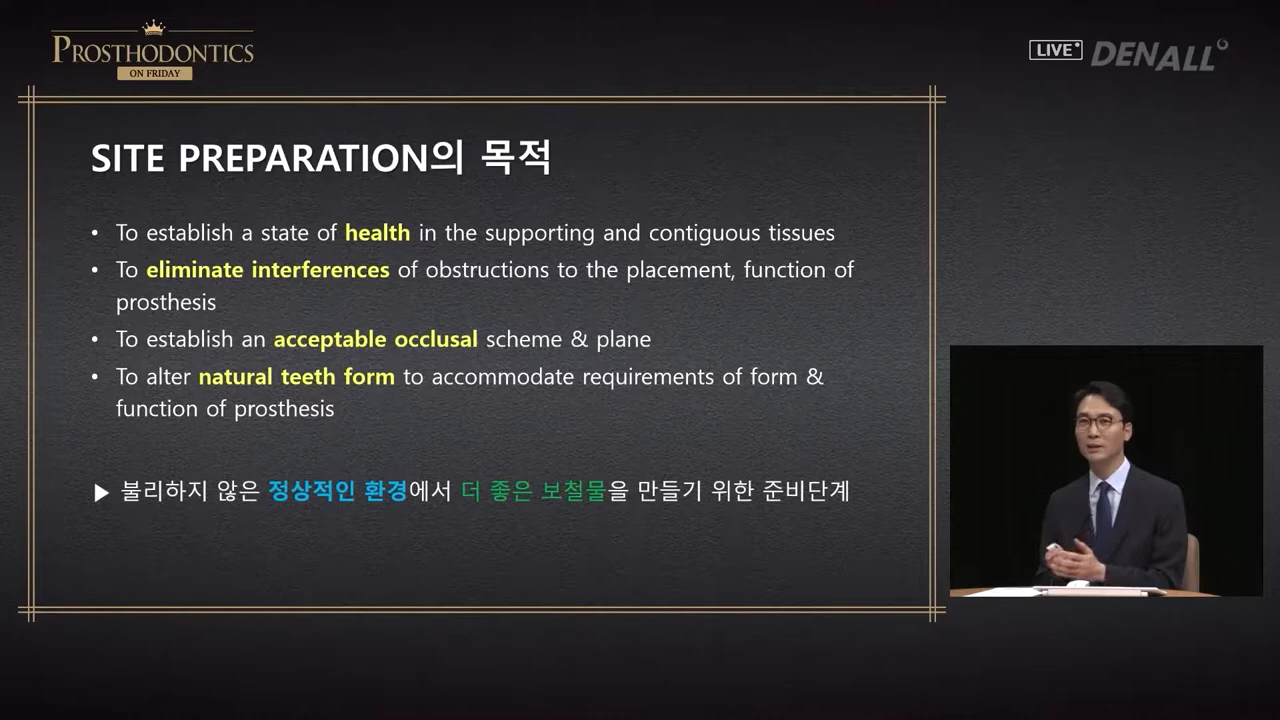 PROSTHODONTICS
ON FRIDAY
LIVE
DENALL
SITE PREPARATION의 목적
• To establish a state of health in the supporting and contiguous tissues
• To eliminate interferences of obstructions to the placement, function of
prosthesis
• To establish an acceptable occlusal scheme & plane
• To alter natural teeth form to accommodate requirements of form &
function of prosthesis
▶ 불리하지 않은 정상적인 환경에서 더 좋은 보철물을 만들기 위한 준비단계